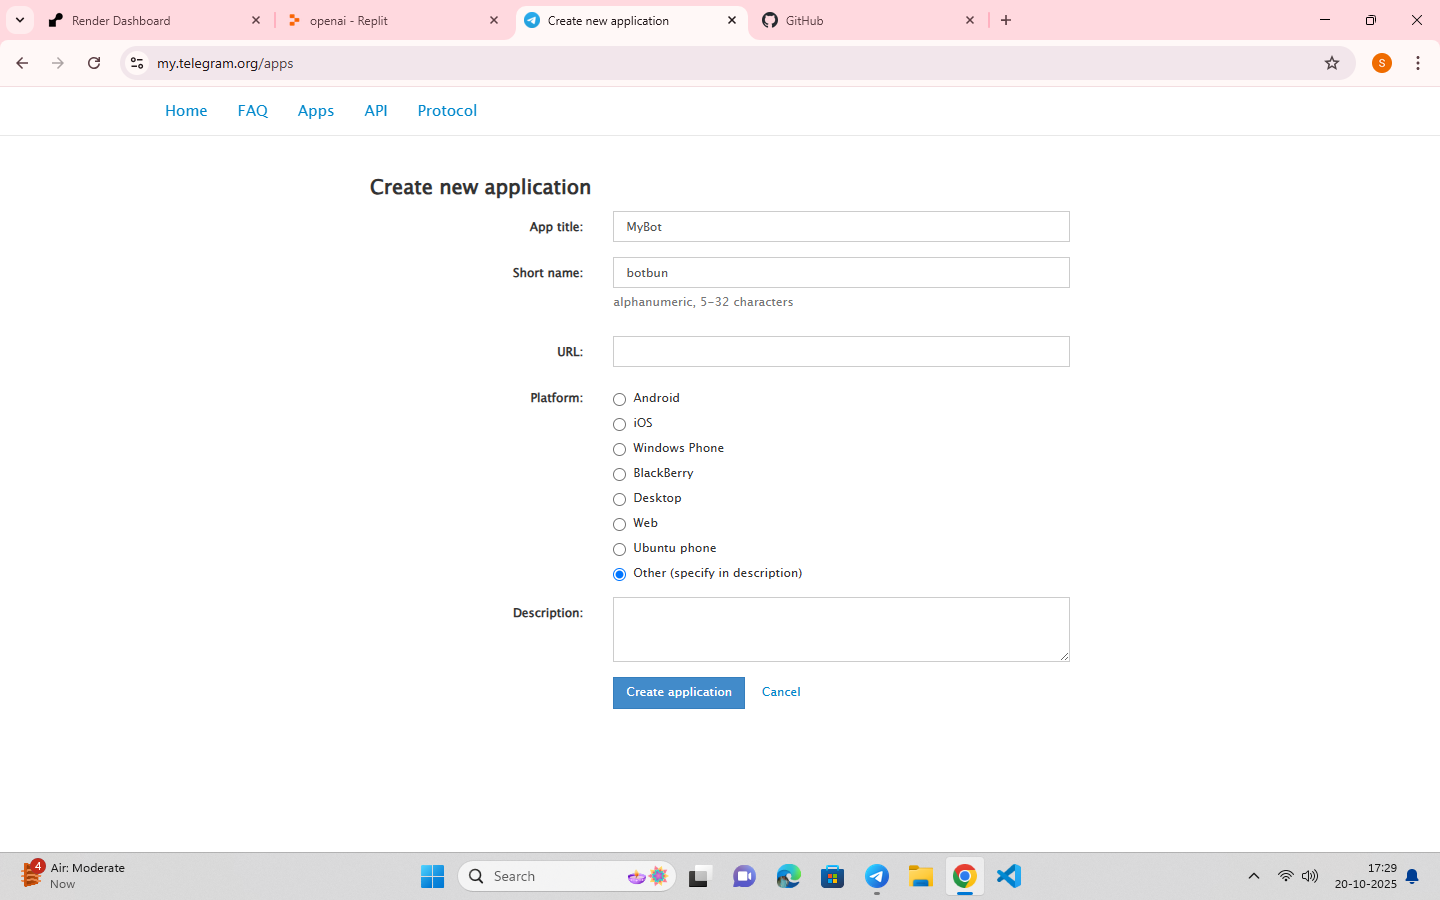 Render Dashboard
openai - Replit
Create new application
GitHub
my.telegram.org/apps
S
Home
FAQ
Apps
API
Protocol
Create new application
App title:
MyBot
Short name:
botbun
alphanumeric, 5-32 characters
URL:
Platform:
Android
iOS
Windows Phone
BlackBerry
Desktop
Web
Ubuntu phone
Other (specify in description)
Description:
Create application
Cancel
4
Air: Moderate
Now
Search
17:29
20-10-2025